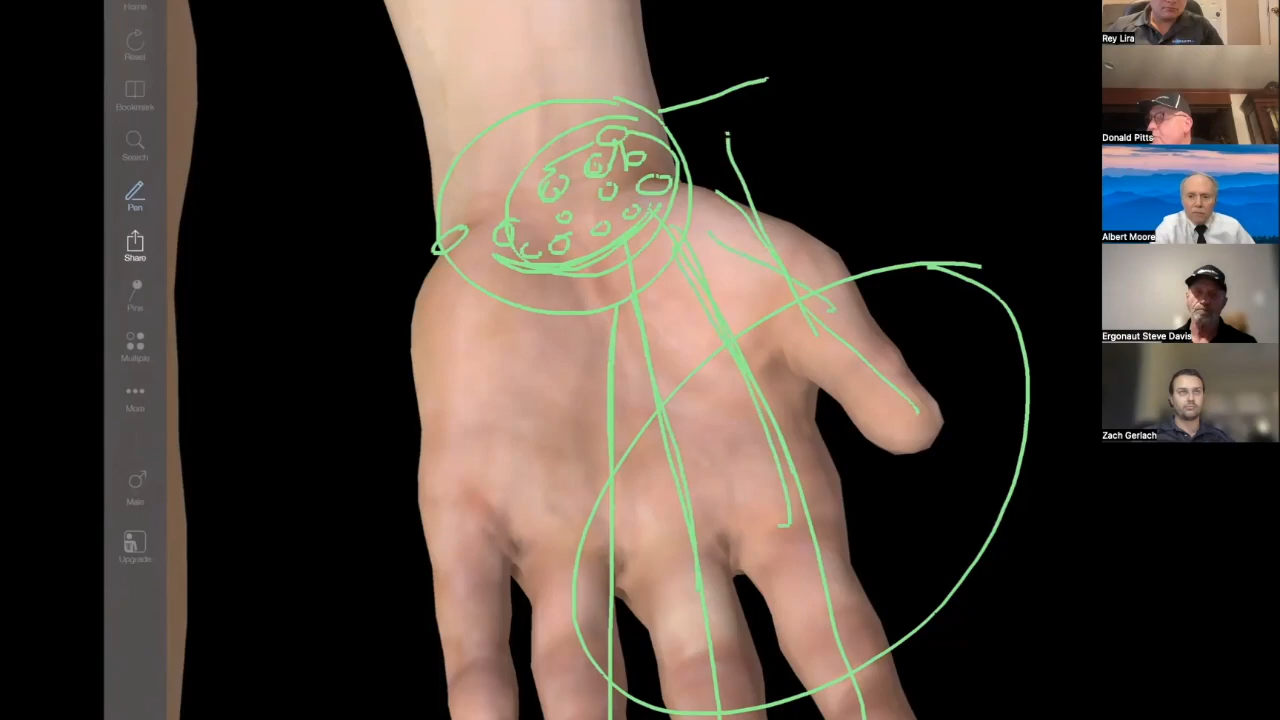 Home
Reset
Bookmark
Search
Pen
Share
Pins
Multiple
More
Male
Upgrade
Rey Lira
Donald Pitts
Albert Moore
Ergonaut Steve Davis
Zach Gerlach